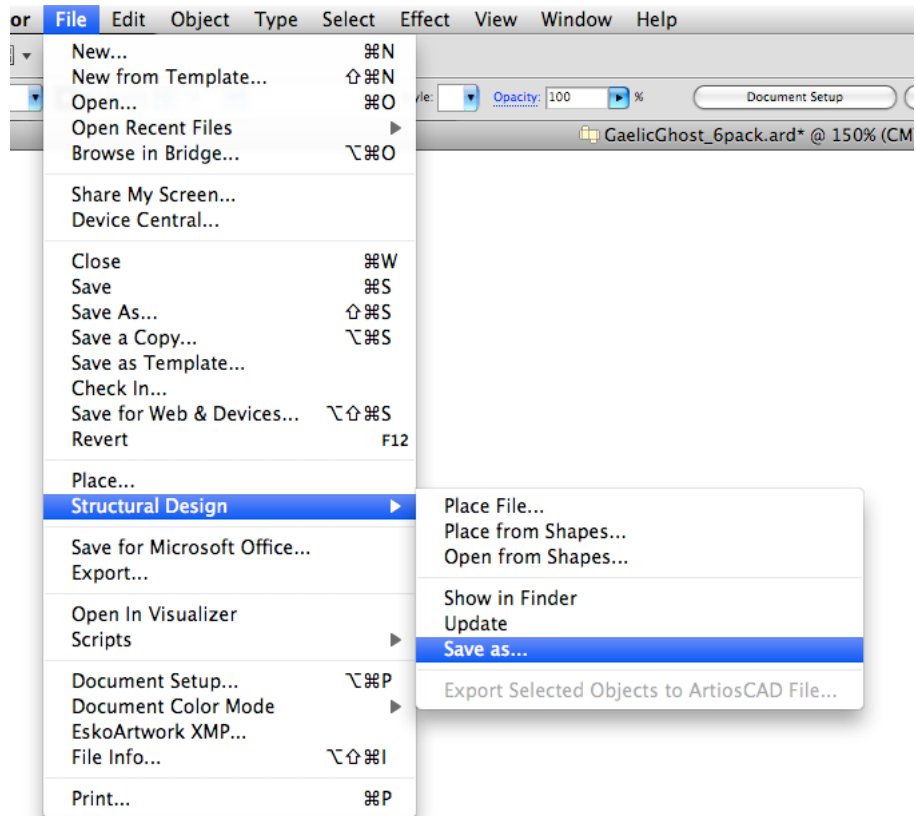 or File Edit Object Type Select Effect View Window Help
New... ⌘N
New from Template... ⇧⌘N
Open... ⌘O
Open Recent Files ▶
Browse in Bridge... ⌥⌘O
Share My Screen...
Device Central...
Close ⌘W
Save ⌘S
Save As... ⇧⌘S
Save a Copy... ⌥⌘S
Save as Template...
Check In...
Save for Web & Devices... ⌥⇧⌘S
Revert F12
Place...
Structural Design ▶
Save for Microsoft Office...
Export...
Open In Visualizer
Scripts ▶
Document Setup... ⌥⌘P
Document Color Mode ▶
EskoArtwork XMP...
File Info... ⌥⇧⌘I
Print... ⌘P
yle: Opacity: 100 % Document Setup
GaelicGhost_6pack.ard* @ 150% (CM
Place File...
Place from Shapes...
Open from Shapes...
Show in Finder
Update
Save as...
Export Selected Objects to ArtiosCAD File...